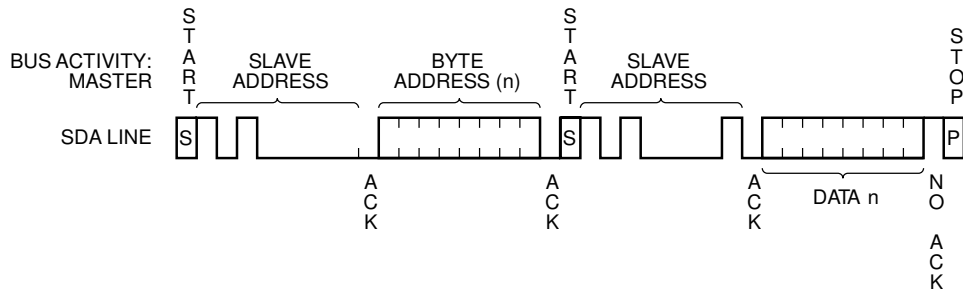 BUS ACTIVITY:
MASTER
START
SLAVE
ADDRESS
BYTE
ADDRESS (n)
START
SLAVE
ADDRESS
STOP
SDA LINE
S
S
P
ACK
ACK
ACK
DATA n
NO ACK